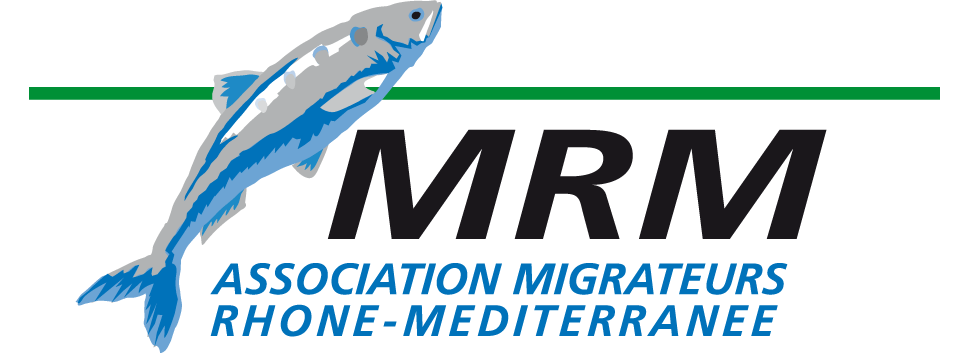 MRM
ASSOCIATION MIGRATEURS
RHONE-MEDITERRANEE